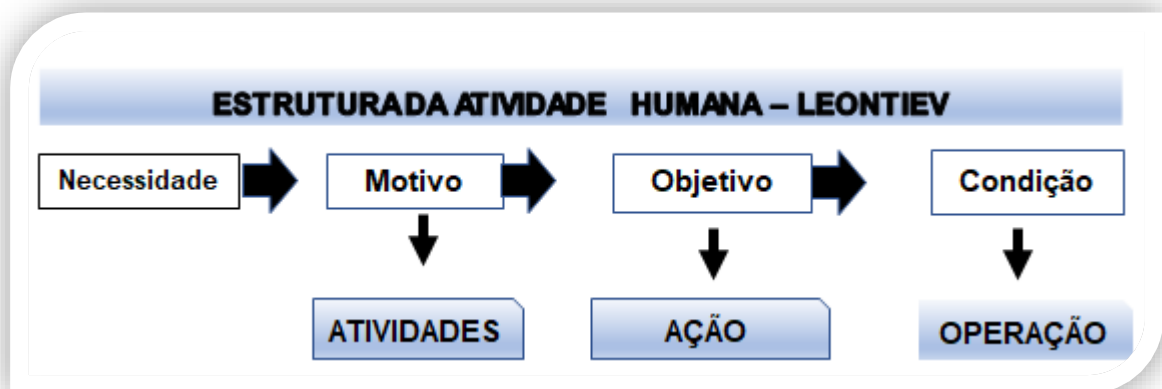 ESTRUTURADA ATIVIDADE HUMANA – LEONTIEV
Necessidade
Motivo
Objetivo
Condição
ATIVIDADES
AÇÃO
OPERAÇÃO